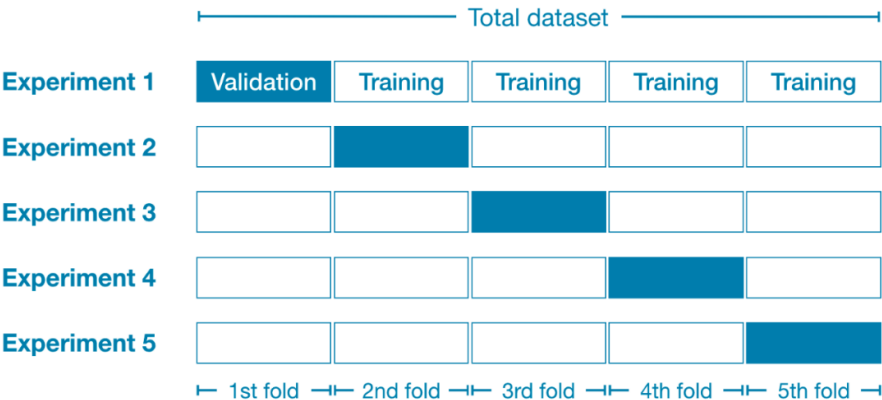 Total dataset
Experiment 1 Validation Training Training Training Training
Experiment 2
Experiment 3
Experiment 4
Experiment 5
1st fold 2nd fold 3rd fold 4th fold 5th fold